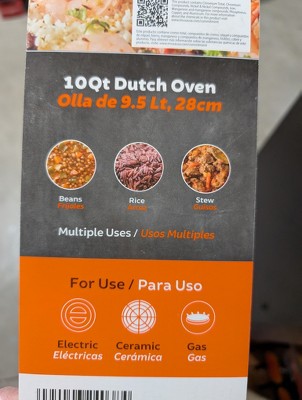 10Qt Dutch Oven
Olla de 9.5 Lt, 28cm
Beans
Frijoles
Rice
Arroz
Stew
Guisos
Multiple Uses / Usos Multiples
For Use / Para Uso
Electric
Eléctricas
Ceramic
Cerámica
Gas
Gas